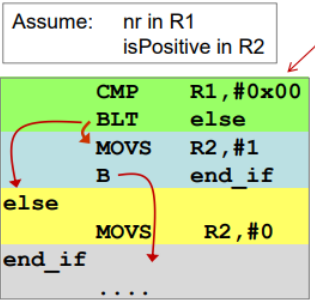 Assume: nr in R1
isPositive in R2
CMP R1,#0x00
BLT else
MOVS R2,#1
B end_if
else
MOVS R2,#0
end_if
....